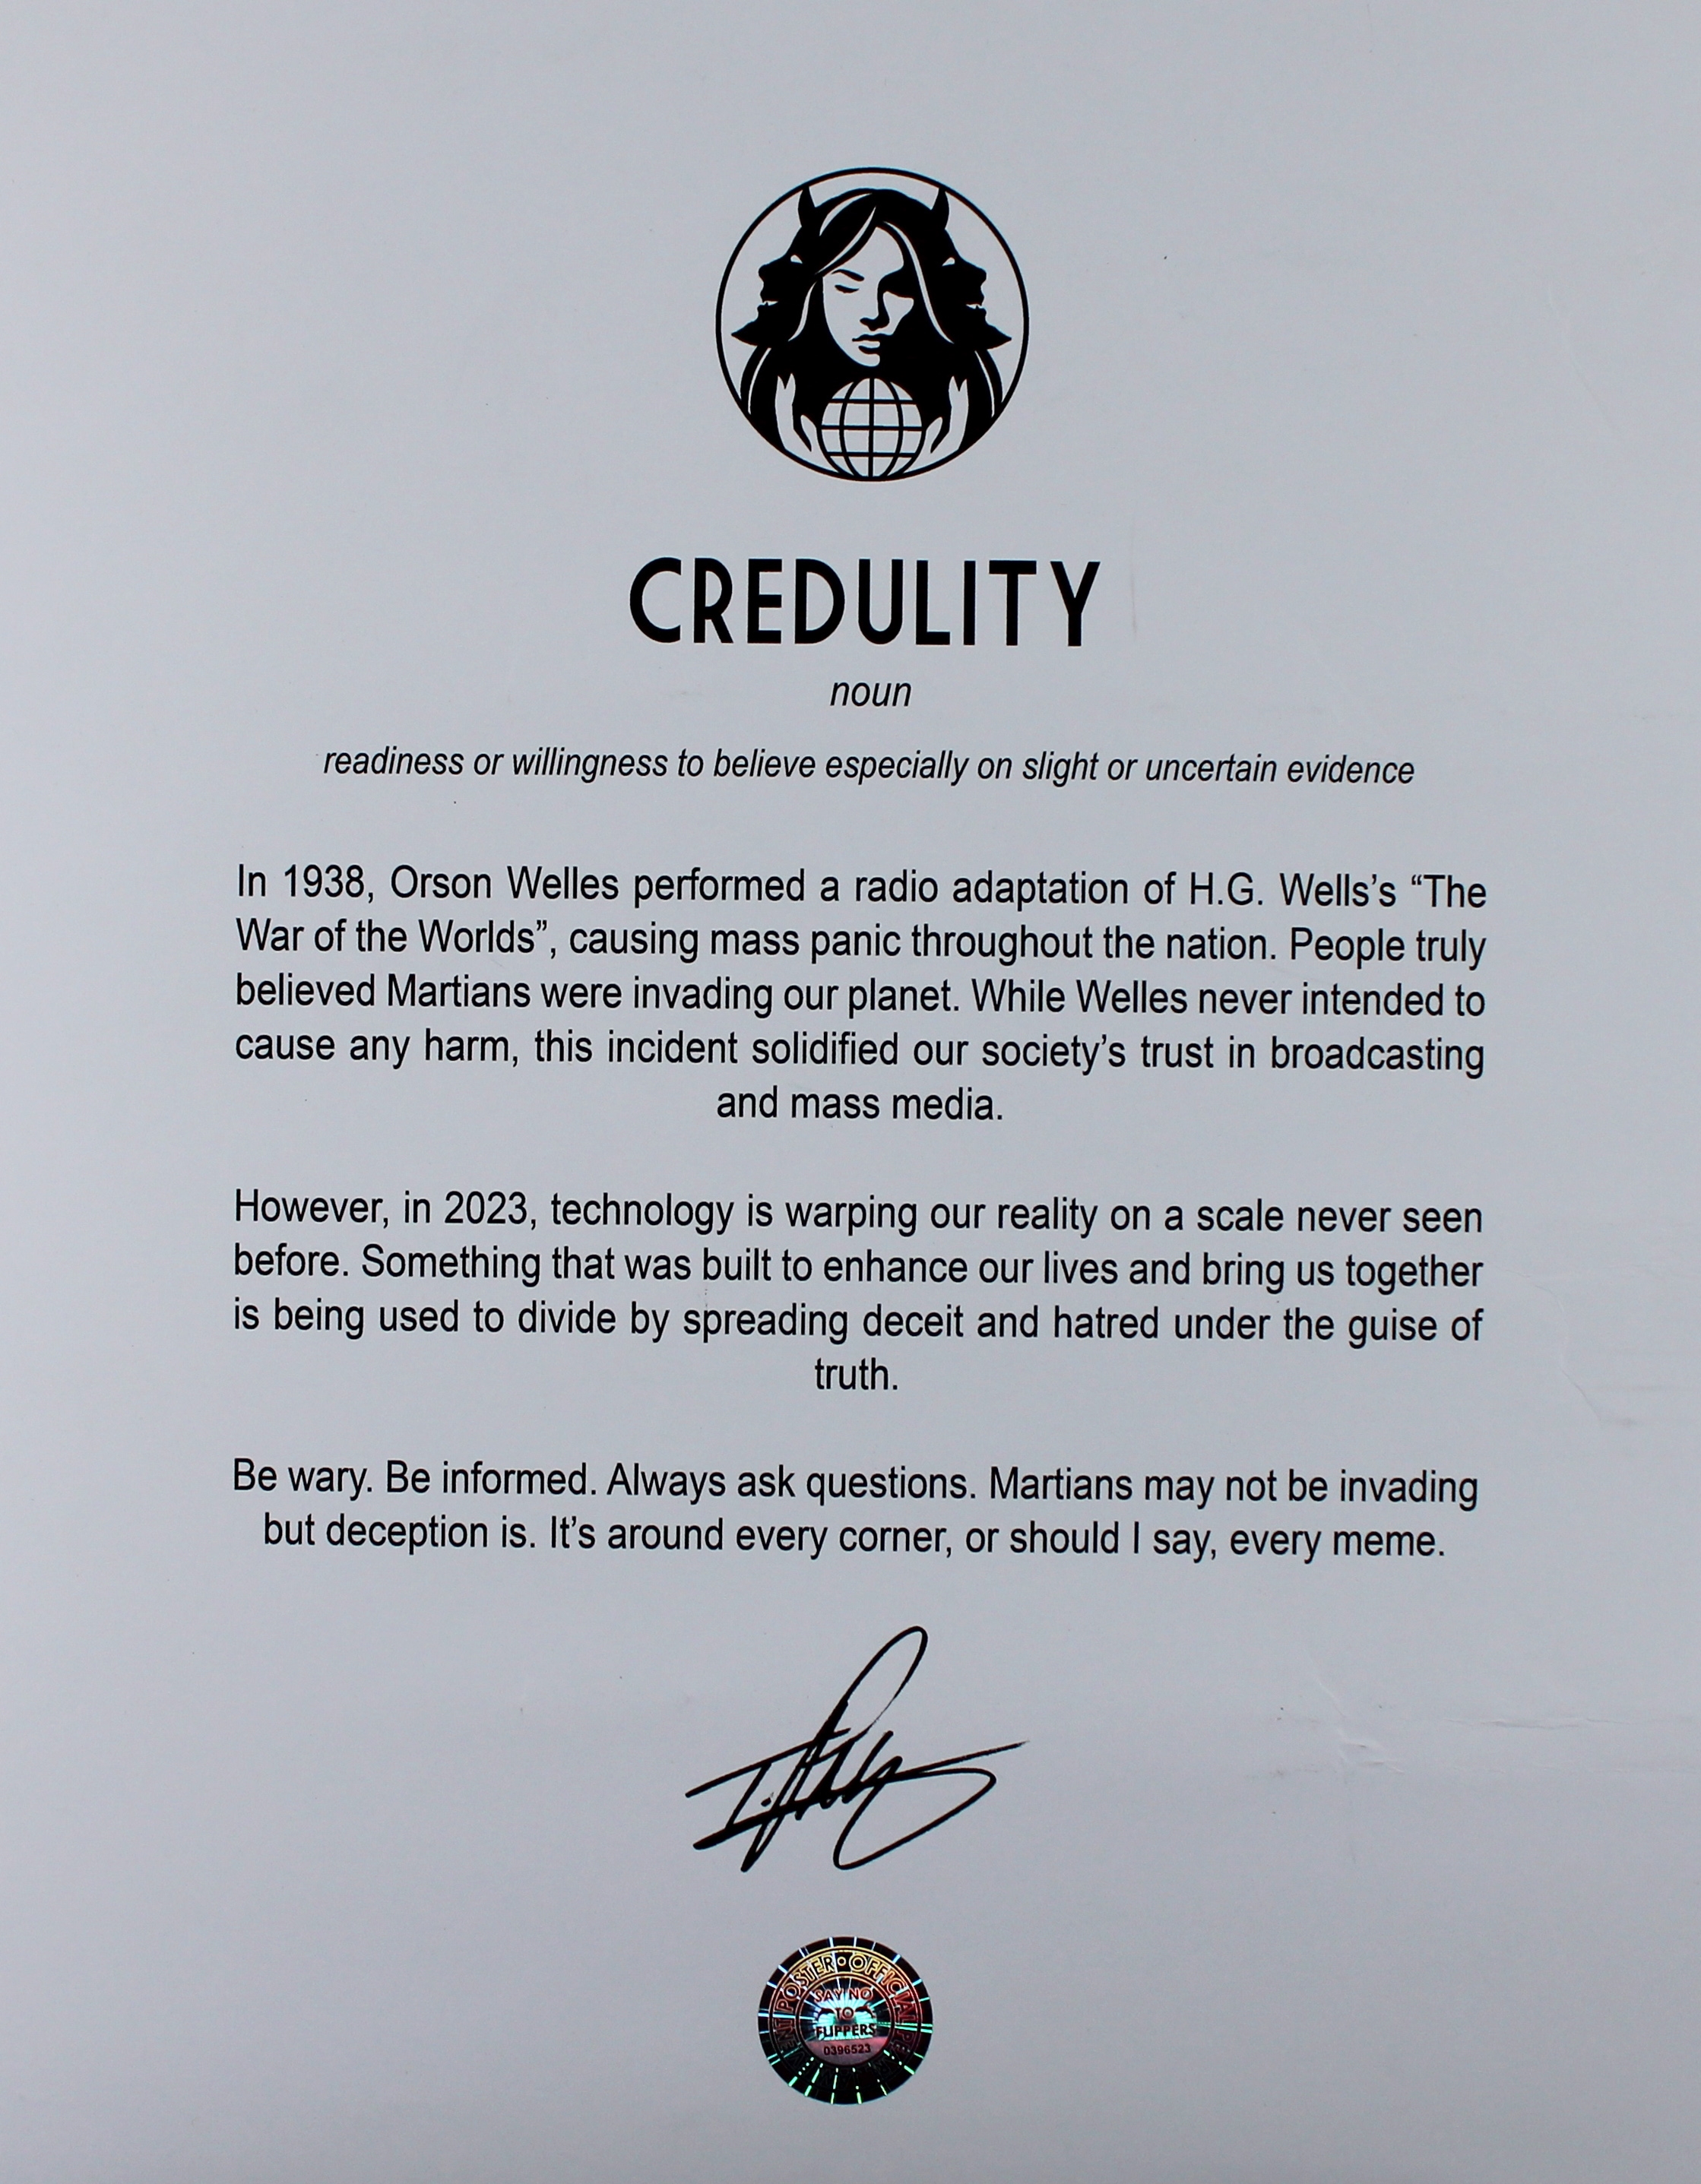 CREDULITY
noun
readiness or willingness to believe especially on slight or uncertain evidence
In 1938, Orson Welles performed a radio adaptation of H.G. Wells’s “The
War of the Worlds”, causing mass panic throughout the nation. People truly
believed Martians were invading our planet. While Welles never intended to
cause any harm, this incident solidified our society’s trust in broadcasting
and mass media.
However, in 2023, technology is warping our reality on a scale never seen
before. Something that was built to enhance our lives and bring us together
is being used to divide by spreading deceit and hatred under the guise of
truth.
Be wary. Be informed. Always ask questions. Martians may not be invading
but deception is. It’s around every corner, or should I say, every meme.
POSTER • OFFICIAL
SAY NO
TO
FLIPPERS
0396523